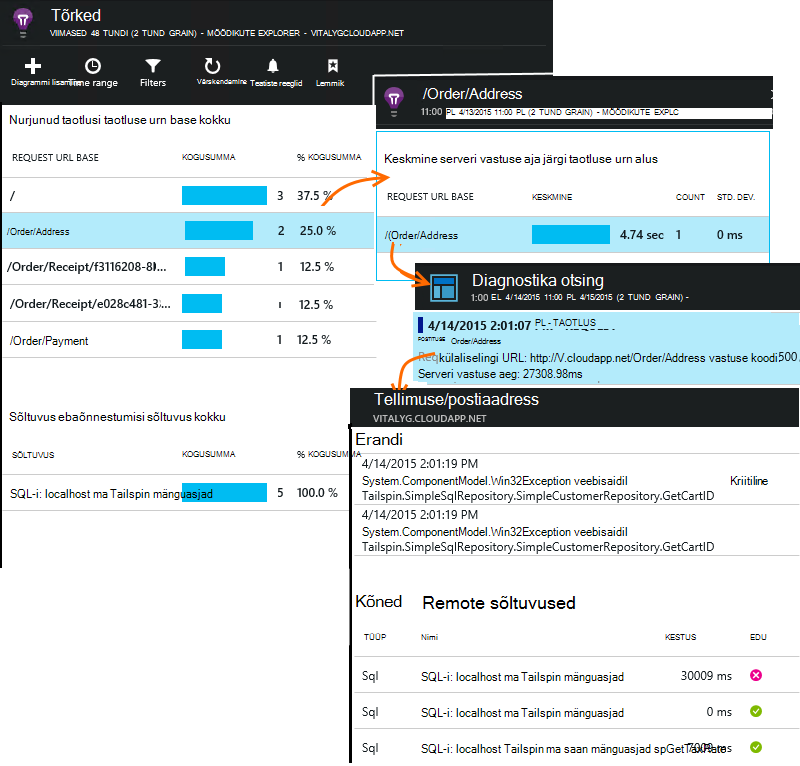 Tõrked
VIIMASED 48 TUNDI (2 TUND GRAIN) - MÕÕDIKUTE EXPLORER - VITALYGCLOUDAPP.NET
Diagrammi lisamine
Time range
Filters
Värskendamine
Teatiste reeglid
Lemmik
Nurjunud taotlusi taotluse urn base kokku
REQUEST URL BASE KOGUSUMMA % KOGUSUMMA
/ 3 37.5 %
/Order/Address 2 25.0 %
/Order/Receipt/f3116208-8... 1 12.5 %
/Order/Receipt/e028c481-3... 1 12.5 %
/Order/Payment 1 12.5 %
Sõltuvus ebaõnnestumisi sõltuvus kokku
SÕLTUVUS KOGUSUMMA % KOGUSUMMA
SQL-i: localhost ma Tailspin mänguasjad 5 100.0 %
/Order/Address
11:00 PL 4/13/2015 11:00 PL (2 TUND GRAIN) - MÕÕDIKUTE EXPLC
Keskmine serveri vastuse aja järgi taotluse urn alus
REQUEST URL BASE KESKMINE COUNT STD. DEV.
/(Order/Address 4.74 sec 1 0 ms
Diagnostika otsing
1:00 EL 4/14/2015 11:00 PL 4/15/2015 (2 TUND GRAIN) -
4/14/2015 2:01:07 PL - TAOTLUS
POSTITUSE Order/Address
külaliselingi URL: http://V.cloudapp.net/Order/Address vastuse koodi500
Serveri vastuse aeg: 27308.98ms
Tellimuse/postiaadress
VITALYG.CLOUDAPP.NET
Erandi
4/14/2015 2:01:19 PM
System.ComponentModel.Win32Exception veebisaidil Kriitiline
Tailspin.SimpleSqlRepository.SimpleCustomerRepository.GetCartID
4/14/2015 2:01:19 PM
System.ComponentModel.Win32Exception veebisaidil
Tailspin.SimpleSqlRepository.SimpleCustomerRepository.GetCartID
Kõned Remote sõltuvused
TÜÜP Nimi KESTUS EDU
Sql SQL-i: localhost ma Tailspin mänguasjad 30009 ms
Sql SQL-i: localhost ma Tailspin mänguasjad 0 ms
Sql SQL-i: localhost Tailspin ma saan mänguasjad spGetTaxRate ms